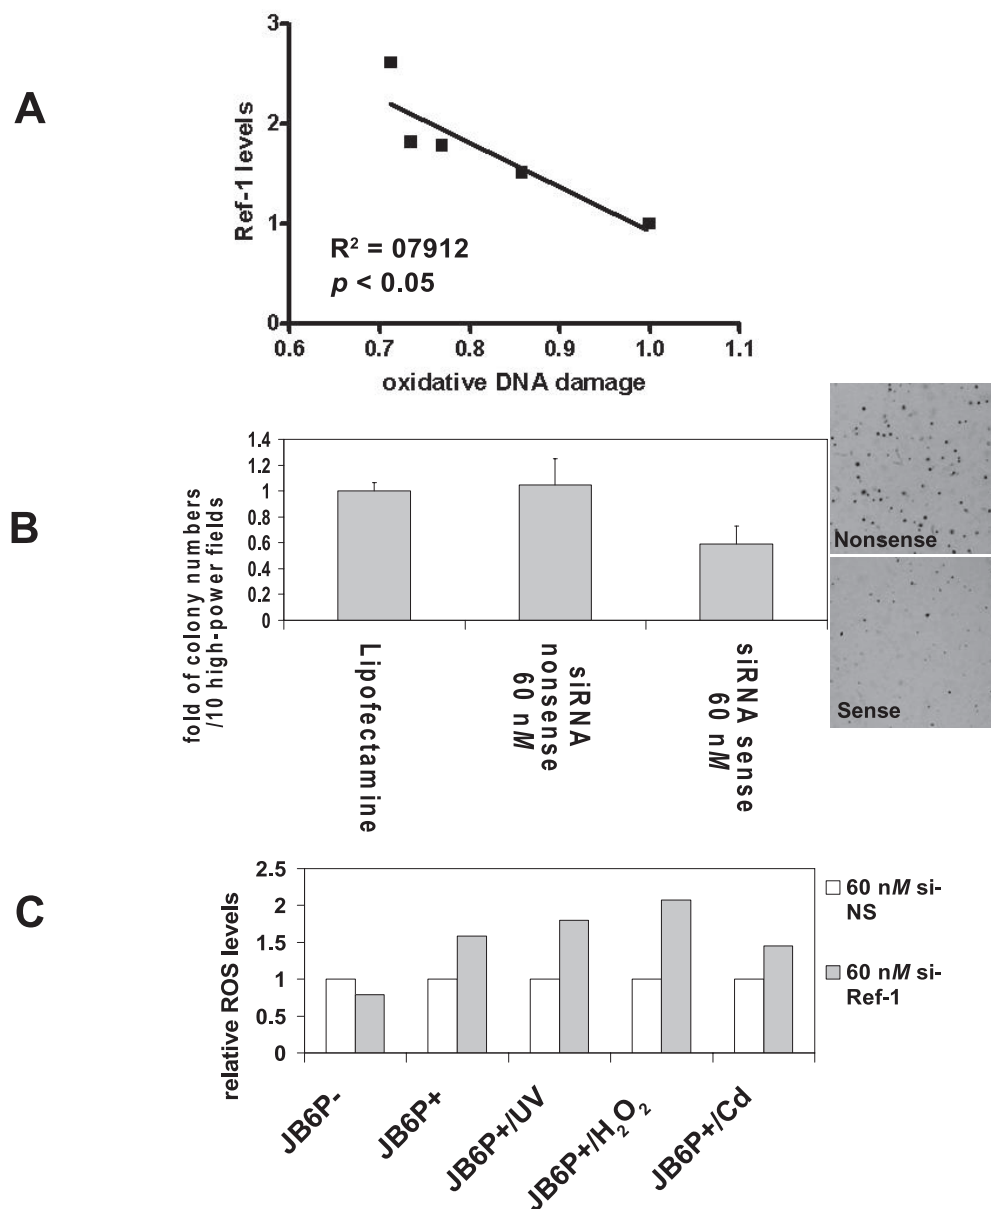 A
3
2
1
0
Ref-1 levels
R² = 07912
p < 0.05
0.6 0.7 0.8 0.9 1.0 1.1
oxidative DNA damage
B
fold of colony numbers
/10 high-power fields
1.4
1.2
1
0.8
0.6
0.4
0.2
0
Lipofectamine
siRNA
nonsense
60 nM
siRNA sense
60 nM
Nonsense
Sense
C
relative ROS levels
2.5
2
1.5
1
0.5
0
JB6P-
JB6P+
JB6P+/UV
JB6P+/H₂O₂
JB6P+/Cd
60 nM si-
NS
60 nM si-
Ref-1